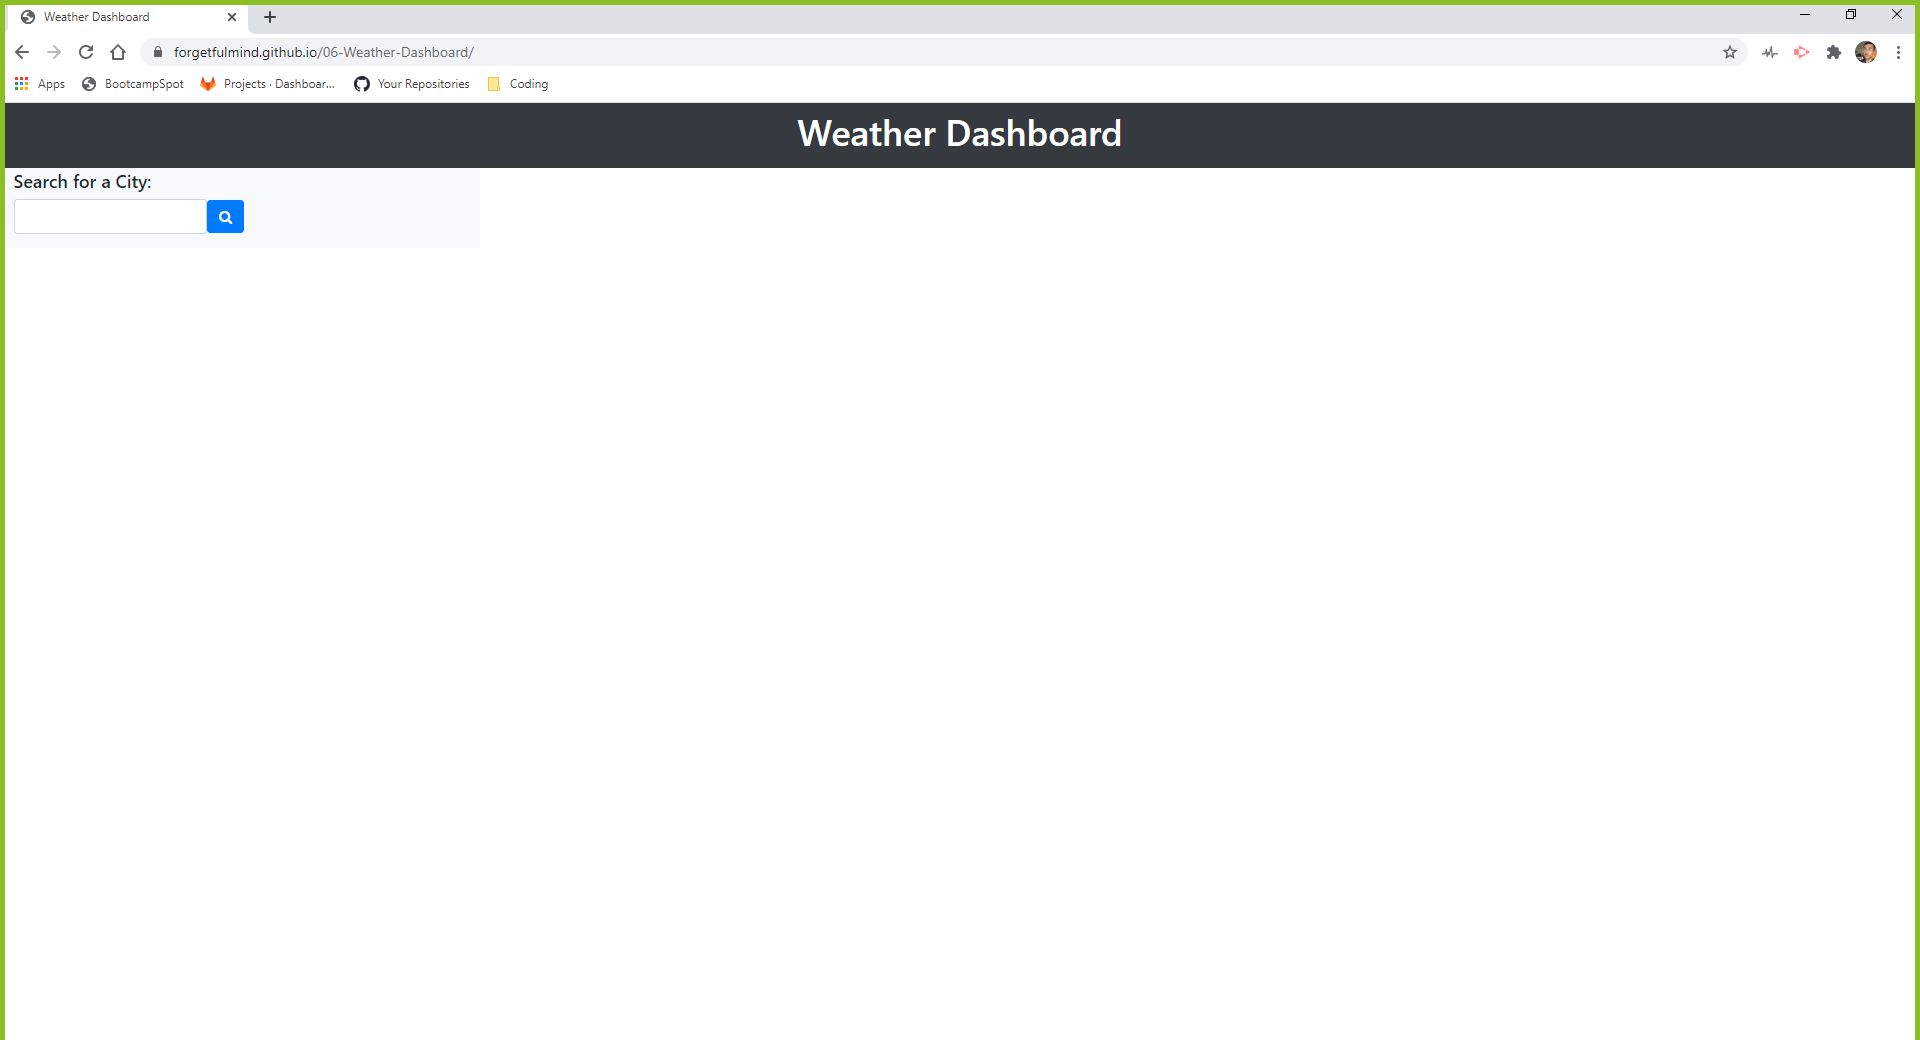 Weather Dashboard
forgetfulmind.github.io/06-Weather-Dashboard/
Apps BootcampSpot Projects · Dashboar... Your Repositories Coding
Weather Dashboard
Search for a City: